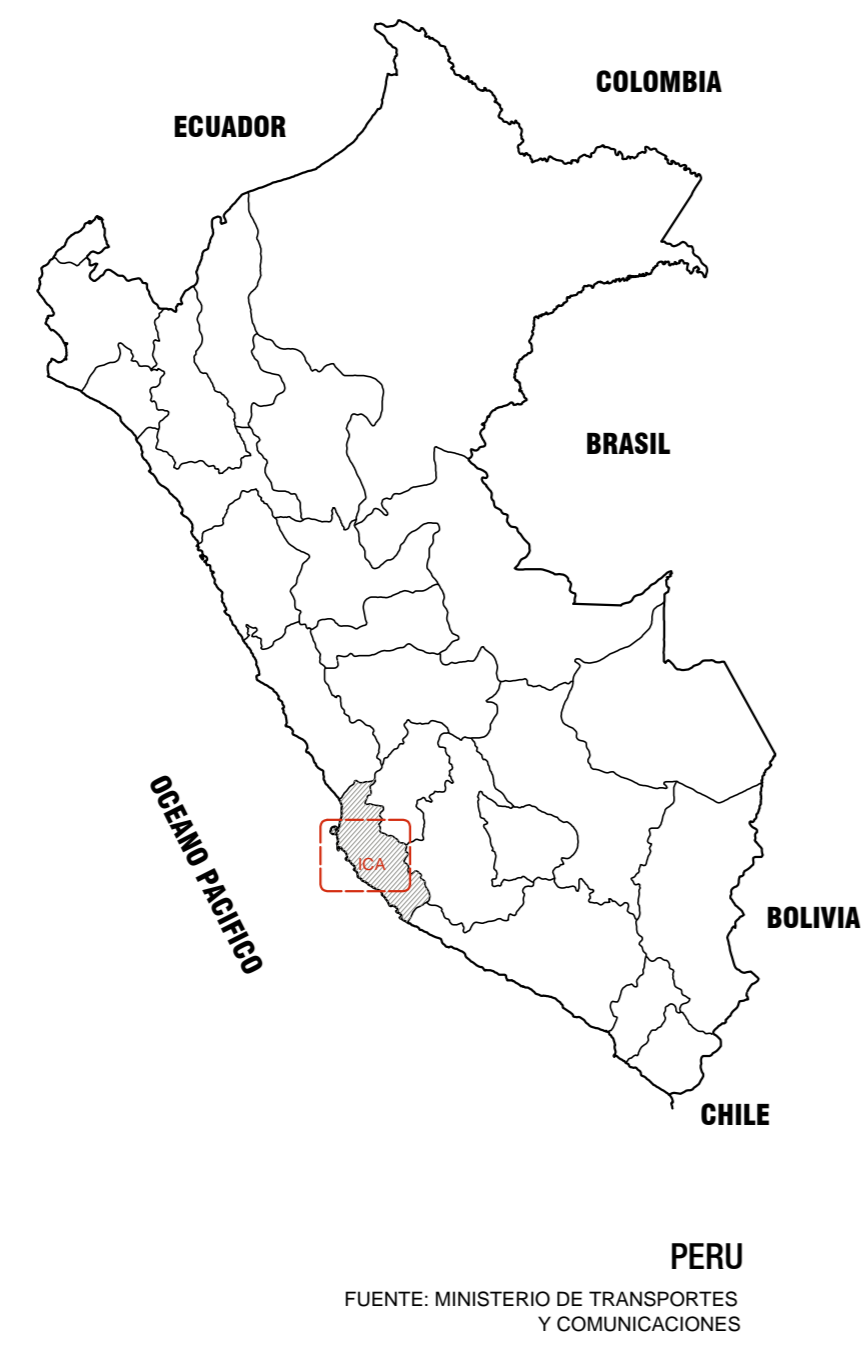 COLOMBIA
ECUADOR
BRASIL
OCEANO PACIFICO
ICA
BOLIVIA
CHILE
PERU
FUENTE: MINISTERIO DE TRANSPORTES
Y COMUNICACIONES